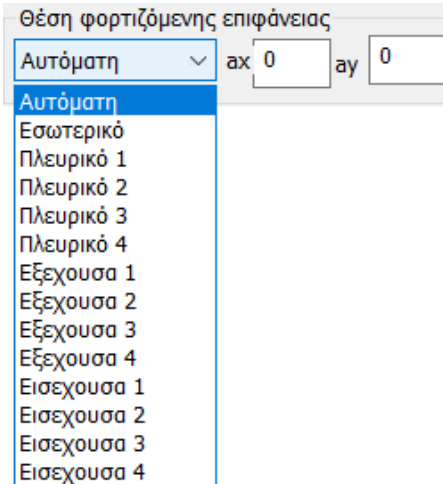 Θέση φορτιζόμενης επιφάνειας
Αυτόματη ax 0 ay 0
Αυτόματη
Εσωτερικό
Πλευρικό 1
Πλευρικό 2
Πλευρικό 3
Πλευρικό 4
Εξεχουσα 1
Εξεχουσα 2
Εξεχουσα 3
Εξεχουσα 4
Εισεχουσα 1
Εισεχουσα 2
Εισεχουσα 3
Εισεχουσα 4